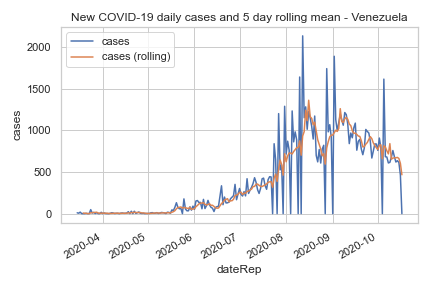 New COVID-19 daily cases and 5 day rolling mean - Venezuela
cases
cases (rolling)
2000
1500
1000
500
0
cases
2020-04
2020-05
2020-06
2020-07
2020-08
2020-09
2020-10
dateRep